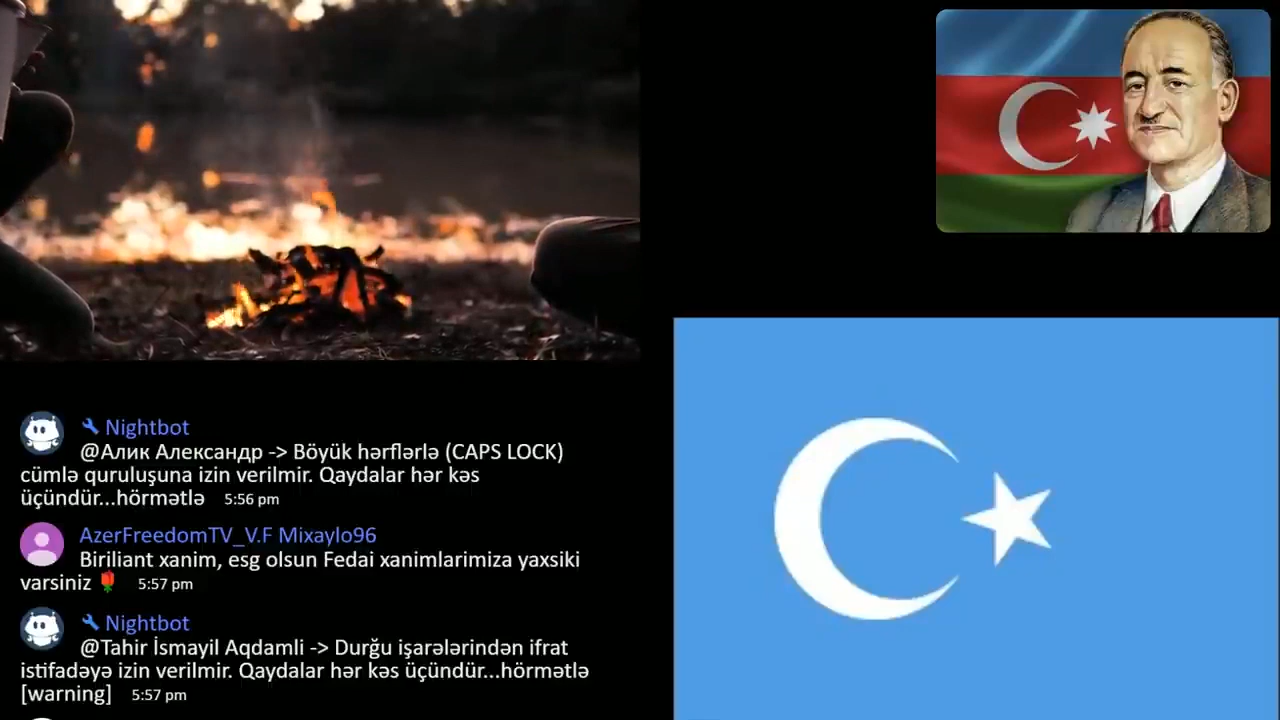 Nightbot
@Алик Александр -> Böyük hərflərlə (CAPS LOCK)
cümlə quruluşuna izin verilmir. Qaydalar hər kəs
üçündür...hörmətlə 5:56 pm
AzerFreedomTV_V.F Mixaylo96
Biriliant xanim, esg olsun Fedai xanimlarimiza yaxsiki
varsiniz 🌹 5:57 pm
Nightbot
@Tahir İsmayil Aqdamli -> Durğu işarələrindən ifrat
istifadəyə izin verilmir. Qaydalar hər kəs üçündür...hörmətlə
[warning] 5:57 pm